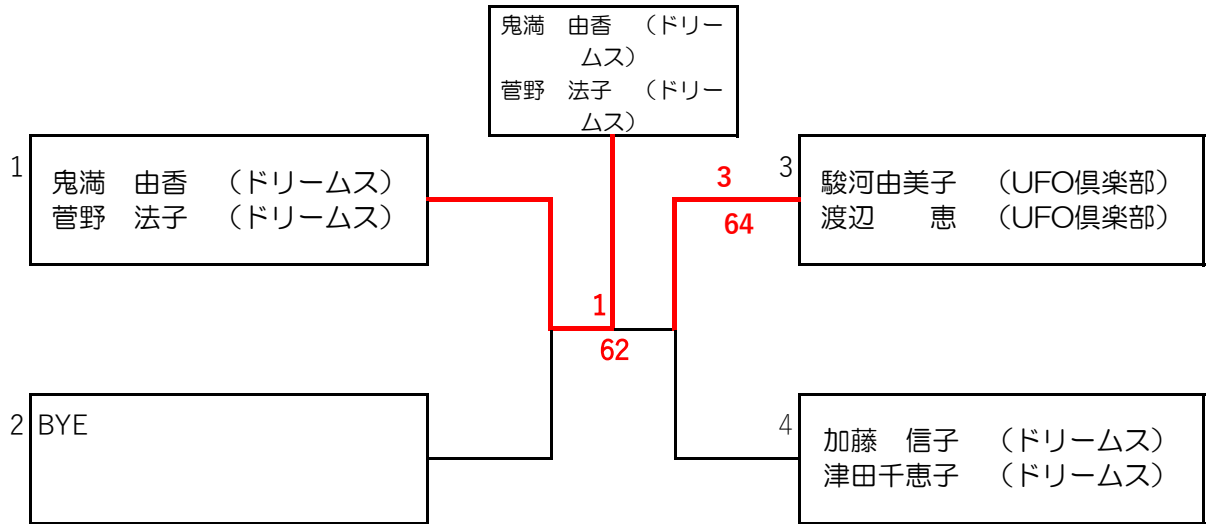 鬼満　由香　（ドリー
ムス）
菅野　法子　（ドリー
ムス）
1
鬼満　由香　（ドリームス）
菅野　法子　（ドリームス）
3
64
3
駿河由美子　（UFO倶楽部）
渡辺　　恵　（UFO倶楽部）
1
62
2
BYE
4
加藤　信子　（ドリームス）
津田千恵子　（ドリームス）